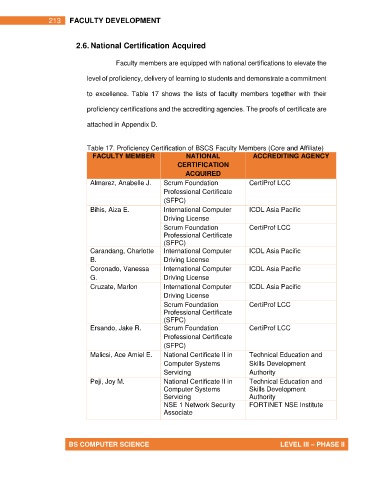 213 FACULTY DEVELOPMENT
2.6. National Certification Acquired
Faculty members are equipped with national certifications to elevate the
level of proficiency, delivery of learning to students and demonstrate a commitment
to excellence. Table 17 shows the lists of faculty members together with their
proficiency certifications and the accrediting agencies. The proofs of certificate are
attached in Appendix D.
Table 17. Proficiency Certification of BSCS Faculty Members (Core and Affiliate)
FACULTY MEMBER NATIONAL ACCREDITING AGENCY
CERTIFICATION
ACQUIRED
Almarez, Anabelle J. Scrum Foundation CertiProf LCC
Professional Certificate
(SFPC)
Bihis, Aiza E. International Computer ICDL Asia Pacific
Driving License
Scrum Foundation CertiProf LCC
Professional Certificate
(SFPC)
Carandang, Charlotte International Computer ICDL Asia Pacific
B. Driving License
Coronado, Vanessa International Computer ICDL Asia Pacific
G. Driving License
Cruzate, Marlon International Computer ICDL Asia Pacific
Driving License
Scrum Foundation CertiProf LCC
Professional Certificate
(SFPC)
Ersando, Jake R. Scrum Foundation CertiProf LCC
Professional Certificate
(SFPC)
Malicsi, Ace Amiel E. National Certificate II in Technical Education and
Computer Systems Skills Development
Servicing Authority
Peji, Joy M. National Certificate II in Technical Education and
Computer Systems Skills Development
Servicing Authority
NSE 1 Network Security FORTINET NSE Institute
Associate
BS COMPUTER SCIENCE LEVEL III – PHASE II